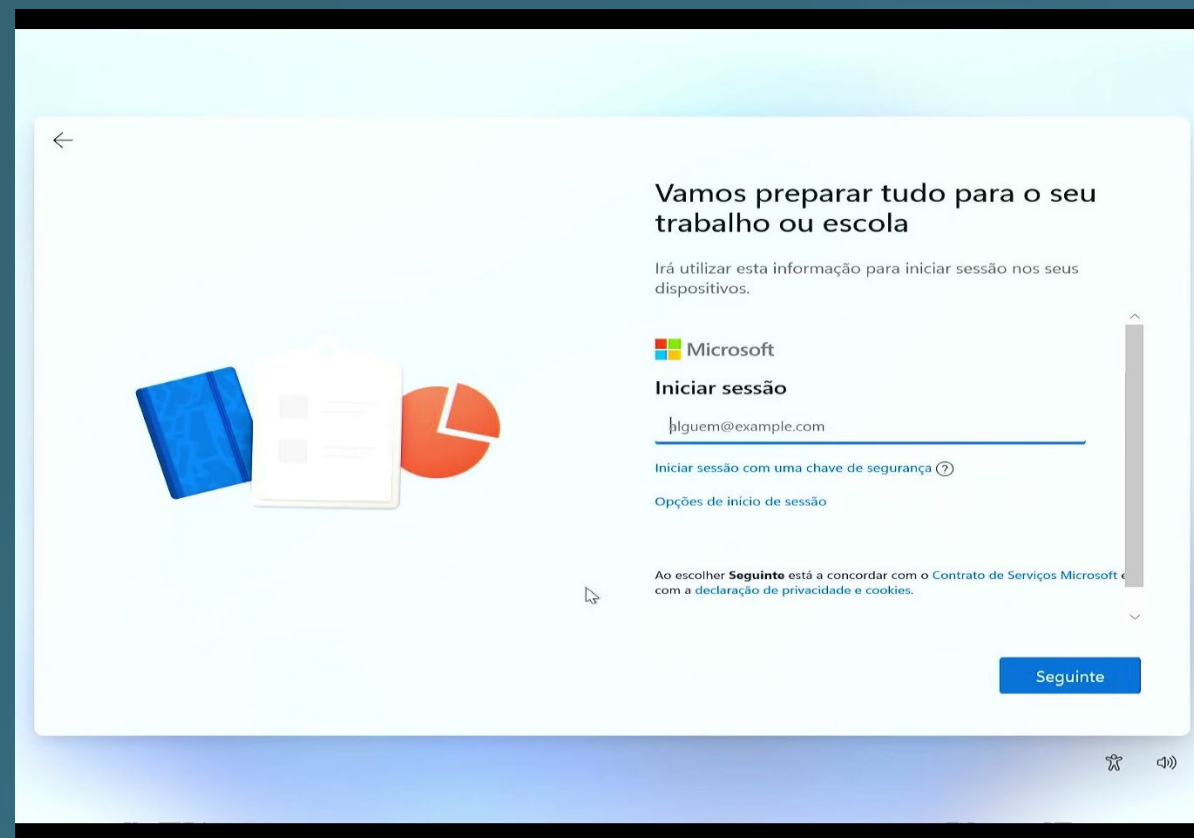 Vamos preparar tudo para o seu
trabalho ou escola
Irá utilizar esta informação para iniciar sessão nos seus
dispositivos.
Microsoft
Iniciar sessão
alguem@example.com
Iniciar sessão com uma chave de segurança
Opções de início de sessão
Ao escolher Seguinte está a concordar com o Contrato de Serviços Microsoft e
com a declaração de privacidade e cookies.
Seguinte